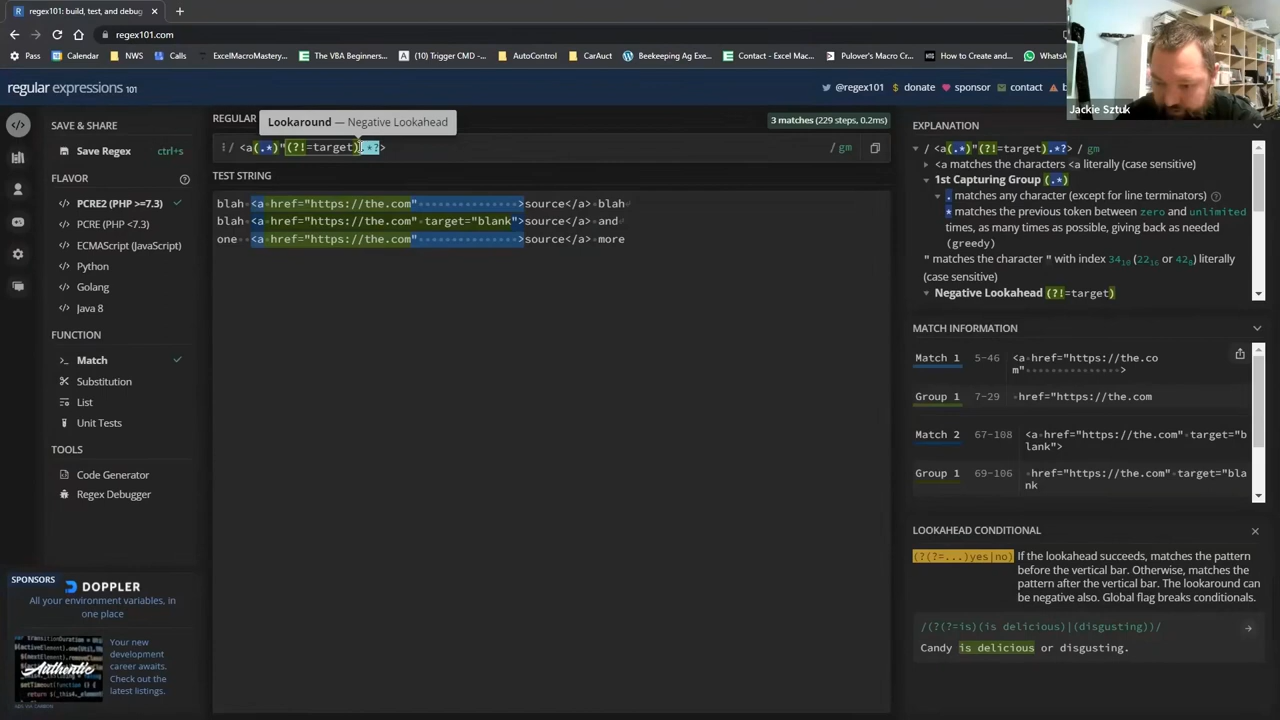 regex101: build, test, and debug
regex101.com
Pass
Calendar
NWS
Calls
ExcelMacroMastery...
The VBA Beginners...
(10) Trigger CMD -...
AutoControl
CarAuct
Beekeeping Ag Exe...
Contact - Excel Mac...
Pulover's Macro Cr...
How to Create and...
WhatsA
Jackie Sztuk
regular expressions 101
@regex101
donate
sponsor
contact
SAVE & SHARE
Save Regex
ctrl+s
FLAVOR
PCRE2 (PHP >=7.3)
PCRE (PHP <7.3)
ECMAScript (JavaScript)
Python
Golang
Java 8
FUNCTION
Match
Substitution
List
Unit Tests
TOOLS
Code Generator
Regex Debugger
SPONSORS
DOPPLER
All your environment variables, in
one place
Authentic
Your new
development
career awaits.
Check out the
latest listings.
ADS VIA CARBON
REGULAR
Lookaround — Negative Lookahead
3 matches (229 steps, 0.2ms)
/ <a(.*)"(?!=target).*?>
/ gm
TEST STRING
blah <a href="https://the.com"               >source</a> blah
blah <a href="https://the.com" target="blank">source</a> and
one  <a href="https://the.com"               >source</a> more
EXPLANATION
/ <a(.*)"(?!=target).*?> / gm
<a matches the characters <a literally (case sensitive)
1st Capturing Group (.*)
. matches any character (except for line terminators)
* matches the previous token between zero and unlimited
times, as many times as possible, giving back as needed
(greedy)
" matches the character " with index 34₁₀ (22₁₆ or 42₈) literally
(case sensitive)
Negative Lookahead (?!=target)
MATCH INFORMATION
Match 1 5-46 <a href="https://the.co
m"               >
Group 1 7-29 href="https://the.com
Match 2 67-108 <a href="https://the.com" target="b
lank">
Group 1 69-106 href="https://the.com" target="bla
nk
LOOKAHEAD CONDITIONAL
(?(?=...)yes|no) If the lookahead succeeds, matches the pattern
before the vertical bar. Otherwise, matches the
pattern after the vertical bar. The lookaround can
be negative also. Global flag breaks conditionals.
/(?(?=is)(is delicious)|(disgusting))/
Candy is delicious or disgusting.